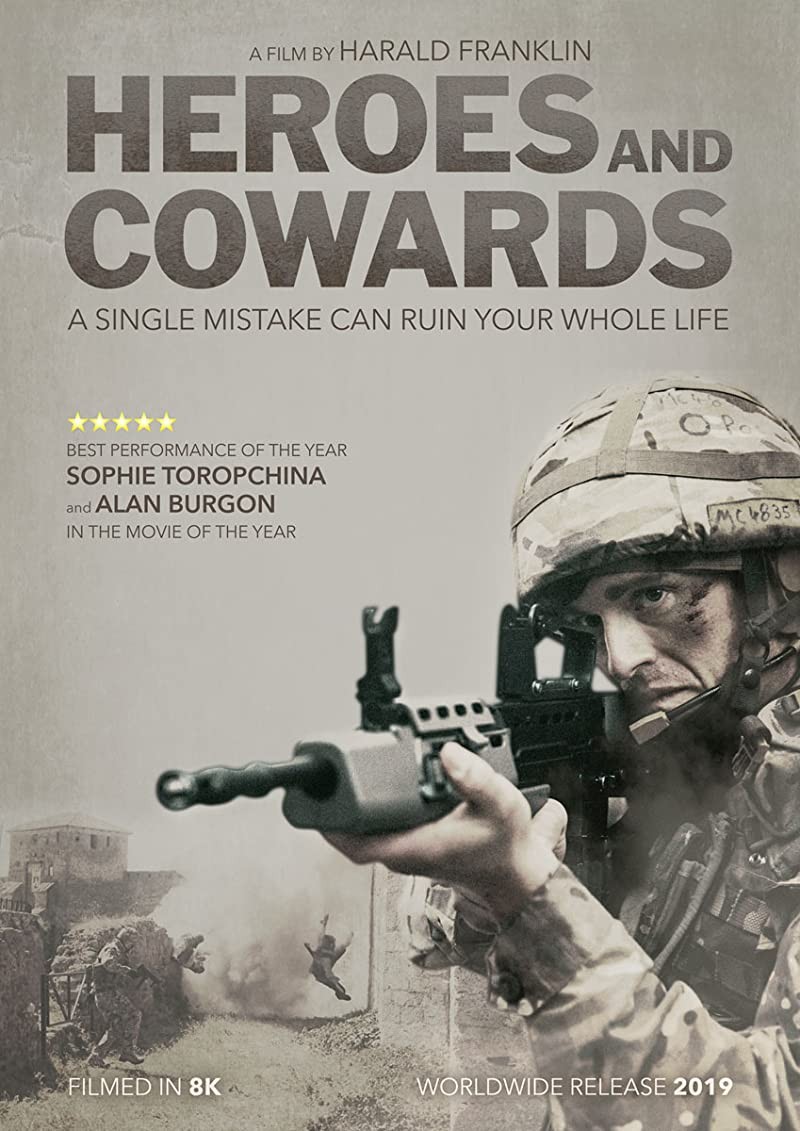 A FILM BY HARALD FRANKLIN
HEROES AND
COWARDS
A SINGLE MISTAKE CAN RUIN YOUR WHOLE LIFE
BEST PERFORMANCE OF THE YEAR
SOPHIE TOROPCHINA
and ALAN BURGON
IN THE MOVIE OF THE YEAR
MC4835
FILMED IN 8K
WORLDWIDE RELEASE 2019